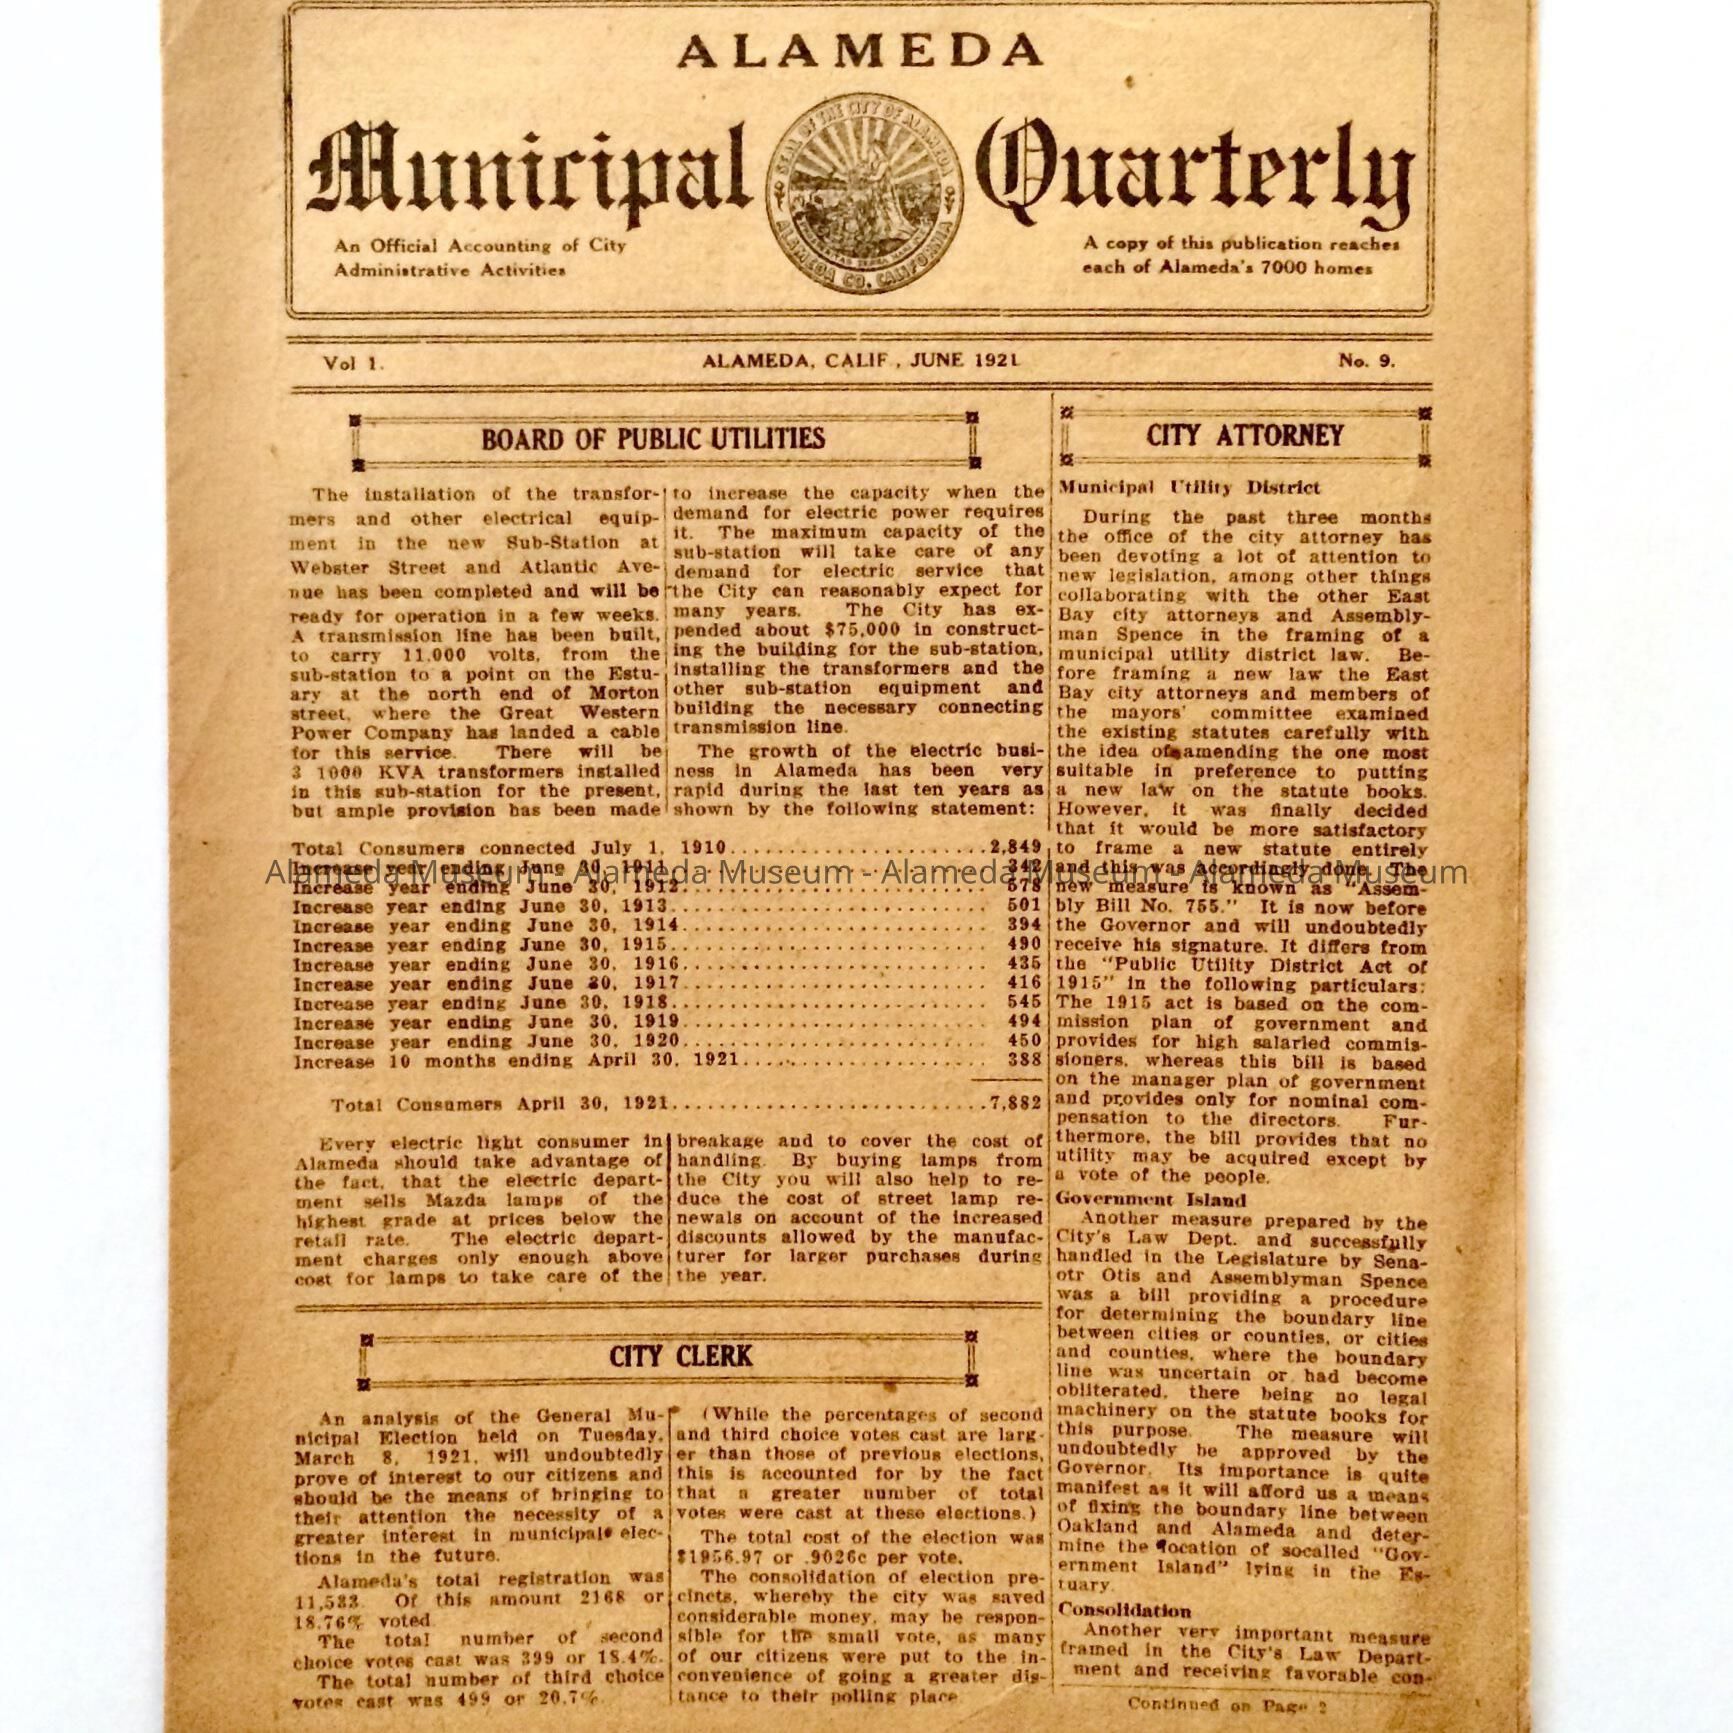 ALAMEDA
Municipal Quarterly
SEAL OF THE CITY OF ALAMEDA
ALAMEDA CO. CALIFORNIA
An Official Accounting of City
Administrative Activities
A copy of this publication reaches
each of Alameda's 7000 homes
Vol 1.
ALAMEDA, CALIF., JUNE 1921
No. 9.
BOARD OF PUBLIC UTILITIES
The installation of the transfor-
mers and other electrical equip-
ment in the new Sub-Station at
Webster Street and Atlantic Ave-
nue has been completed and will be
ready for operation in a few weeks.
A transmission line has been built,
to carry 11,000 volts, from the
sub-station to a point on the Estu-
ary at the north end of Morton
street, where the Great Western
Power Company has landed a cable
for this service. There will be
3 1000 KVA transformers installed
in this sub-station for the present,
but ample provision has been made
to increase the capacity when the
demand for electric power requires
it. The maximum capacity of the
sub-station will take care of any
demand for electric service that
the City can reasonably expect for
many years. The City has ex-
pended about $75,000 in construct-
ing the building for the sub-station,
installing the transformers and the
other sub-station equipment and
building the necessary connecting
transmission line.
The growth of the electric busi-
ness in Alameda has been very
rapid during the last ten years as
shown by the following statement:
Total Consumers connected July 1, 1910 2,849
Increase year ending June 30, 1911 342
Increase year ending June 30, 1912 578
Increase year ending June 30, 1913 501
Increase year ending June 30, 1914 394
Increase year ending June 30, 1915 490
Increase year ending June 30, 1916 435
Increase year ending June 30, 1917 416
Increase year ending June 30, 1918 545
Increase year ending June 30, 1919 494
Increase year ending June 30, 1920 450
Increase 10 months ending April 30, 1921 388
Total Consumers April 30, 1921 7,882
Every electric light consumer in
Alameda should take advantage of
the fact, that the electric depart-
ment sells Mazda lamps of the
highest grade at prices below the
retail rate. The electric depart-
ment charges only enough above
cost for lamps to take care of the
breakage and to cover the cost of
handling. By buying lamps from
the City you will also help to re-
duce the cost of street lamp re-
newals on account of the increased
discounts allowed by the manufac-
turer for larger purchases during
the year.
CITY CLERK
An analysis of the General Mu-
nicipal Election held on Tuesday,
March 8, 1921, will undoubtedly
prove of interest to our citizens and
should be the means of bringing to
their attention the necessity of a
greater interest in municipal elec-
tions in the future.
Alameda's total registration was
11,533. Of this amount 2168 or
18.76% voted.
The total number of second
choice votes cast was 399 or 18.4%.
The total number of third choice
votes cast was 499 or 20.7%.
(While the percentages of second
and third choice votes cast are larg-
er than those of previous elections,
this is accounted for by the fact
that a greater number of total
votes were cast at these elections.)
The total cost of the election was
$1956.97 or .9026c per vote.
The consolidation of election pre-
cincts, whereby the city was saved
considerable money, may be respon-
sible for the small vote, as many
of our citizens were put to the in-
convenience of going a greater dis-
tance to their polling place.
CITY ATTORNEY
Municipal Utility District
During the past three months
the office of the city attorney has
been devoting a lot of attention to
new legislation, among other things
collaborating with the other East
Bay city attorneys and Assembly-
man Spence in the framing of a
municipal utility district law. Be-
fore framing a new law the East
Bay city attorneys and members of
the mayors' committee examined
the existing statutes carefully with
the idea of amending the one most
suitable in preference to putting
a new law on the statute books.
However, it was finally decided
that it would be more satisfactory
to frame a new statute entirely
and this was accordingly done. The
new measure is known as "Assem-
bly Bill No. 755." It is now before
the Governor and will undoubtedly
receive his signature. It differs from
the "Public Utility District Act of
1915" in the following particulars:
The 1915 act is based on the com-
mission plan of government and
provides for high salaried commis-
sioners, whereas this bill is based
on the manager plan of government
and provides only for nominal com-
pensation to the directors. Fur-
thermore, the bill provides that no
utility may be acquired except by
a vote of the people.
Government Island
Another measure prepared by the
City's Law Dept. and successfully
handled in the Legislature by Sena-
otr Otis and Assemblyman Spence
was a bill providing a procedure
for determining the boundary line
between cities or counties, or cities
and counties, where the boundary
line was uncertain or had become
obliterated, there being no legal
machinery on the statute books for
this purpose. The measure will
undoubtedly be approved by the
Governor. Its importance is quite
manifest as it will afford us a means
of fixing the boundary line between
Oakland and Alameda and deter-
mine the location of socalled "Gov-
ernment Island" lying in the Es-
tuary.
Consolidation
Another very important measure
framed in the City's Law Depart-
ment and receiving favorable con-
Continued on Page 2
Alameda Museum - Alameda Museum - Alameda Museum - Alameda Museum